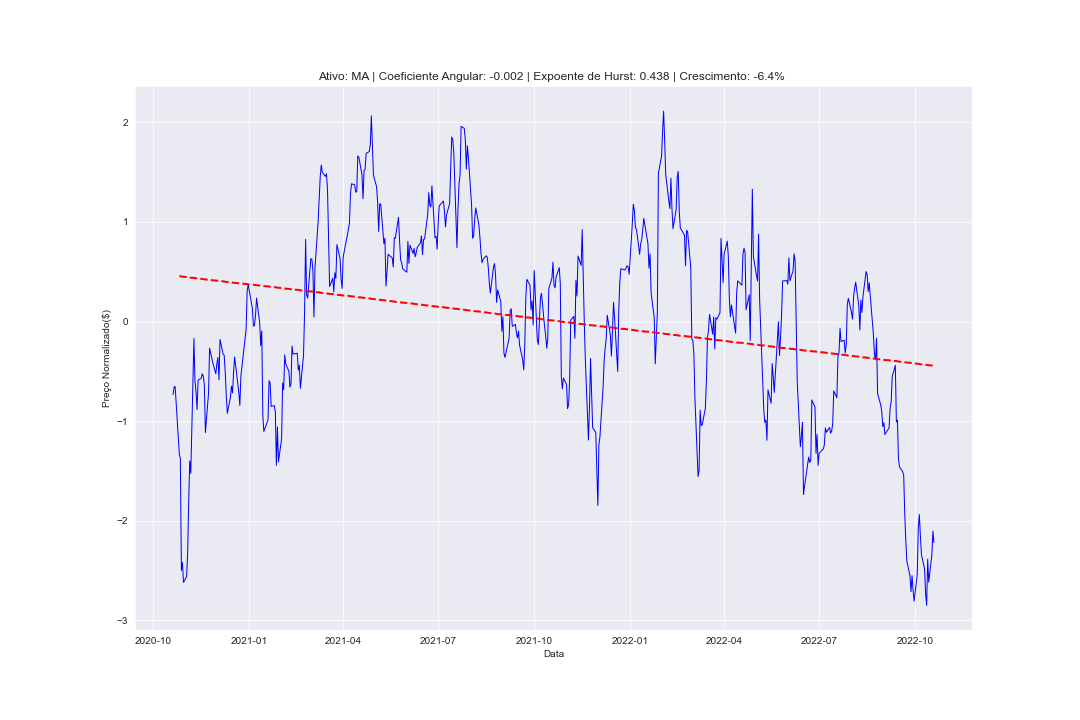 Ativo: MA | Coeficiente Angular: -0.002 | Expoente de Hurst: 0.438 | Crescimento: -6.4%
2
1
0
−1
−2
−3
Preço Normalizado($)
2020-10 2021-01 2021-04 2021-07 2021-10 2022-01 2022-04 2022-07 2022-10
Data